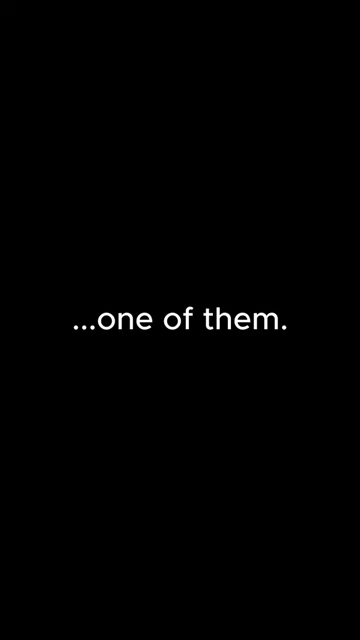 ...one of them.